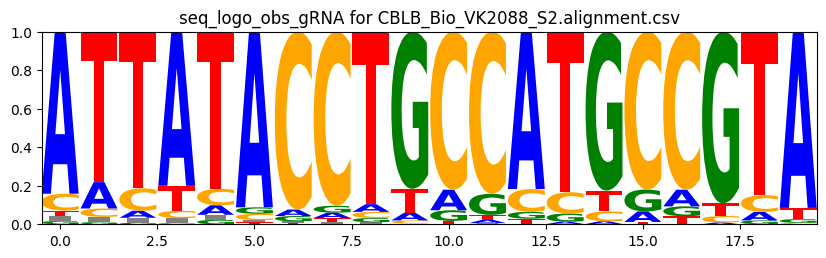 seq_logo_obs_gRNA for CBLB_Bio_VK2088_S2.alignment.csv
1.0
0.8
0.6
0.4
0.2
0.0
ATTATACCTGCCATGCCGTA
0.0 2.5 5.0 7.5 10.0 12.5 15.0 17.5